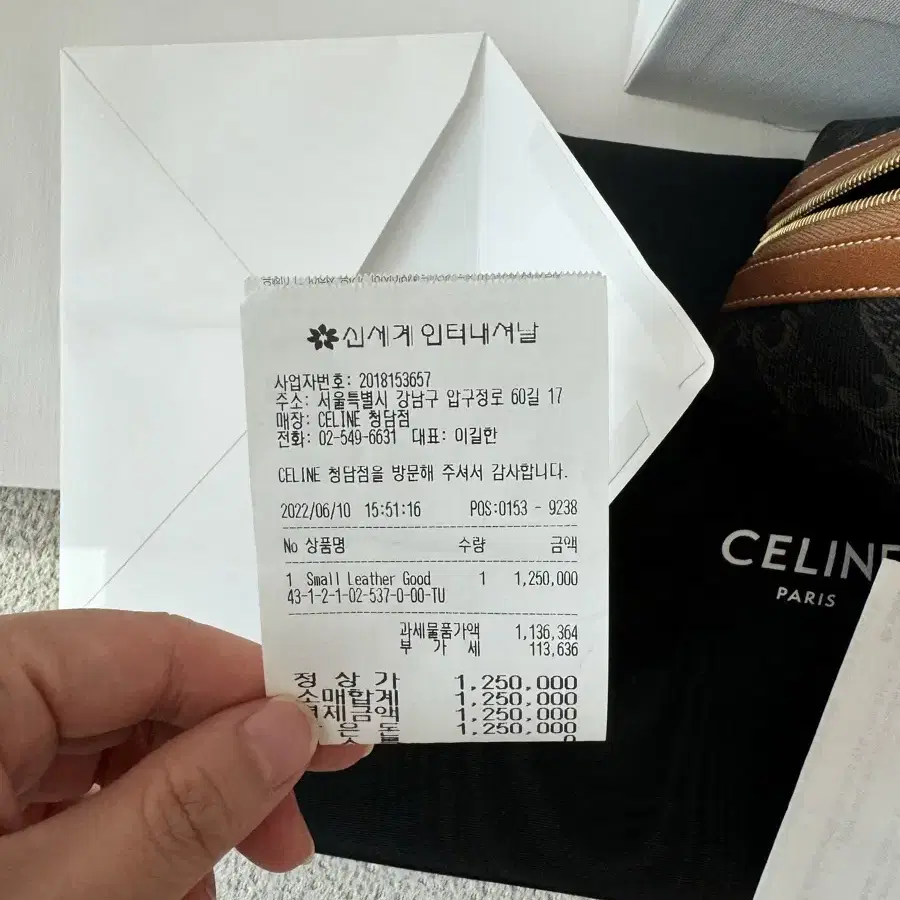 신세계 인터내셔날
사업자번호: 2018153657
주소: 서울특별시 강남구 압구정로 60길 17
매장: CELINE 청담점
전화: 02-549-6631 대표: 이길한
CELINE 청담점을 방문해 주셔서 감사합니다.
2022/06/10 15:51:16 POS:0153 - 9238
No 상품명 수량 금액
1 Small Leather Good 1 1,250,000
43-1-2-1-02-537-0-00-TU
과세물품가액 1,136,364
부 가 세 113,636
정 상 가 1,250,000
소매합계 1,250,000
결제금액 1,250,000
은 돈 1,250,000
CELINE
PARIS